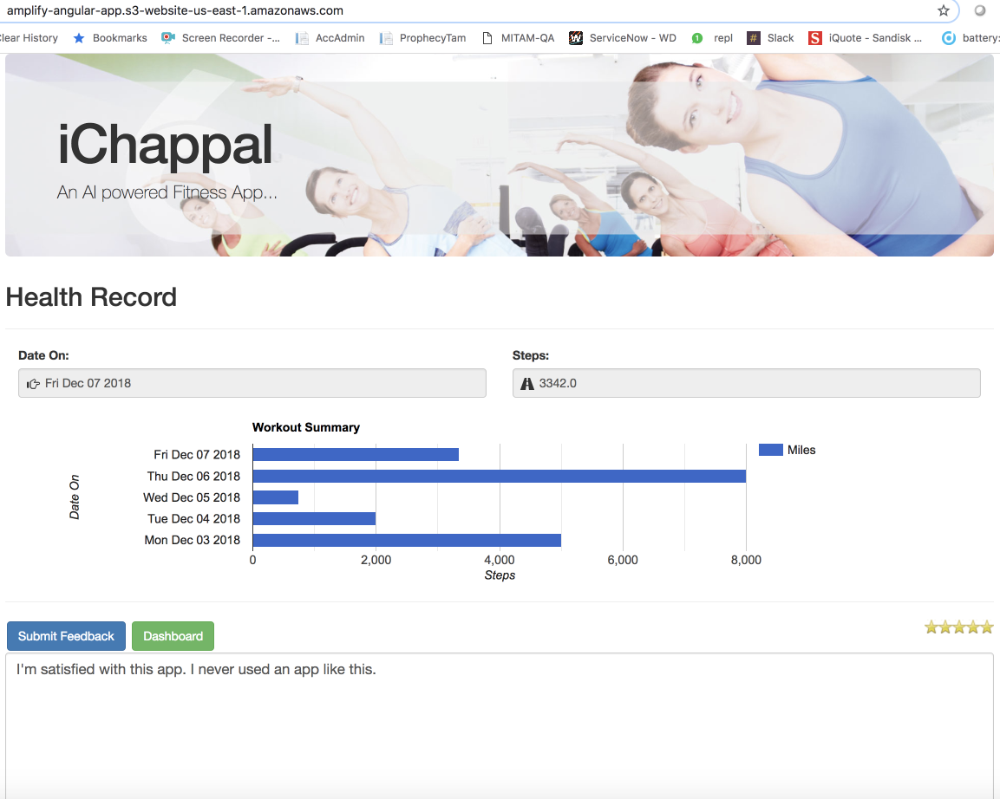 amplify-angular-app.s3-website-us-east-1.amazonaws.com
lear History Bookmarks Screen Recorder -... AccAdmin ProphecyTam MITAM-QA ServiceNow - WD repl Slack iQuote - Sandisk ... battery:
iChappal
An AI powered Fitness App...
Health Record
Date On: Steps:
Fri Dec 07 2018 3342.0
Workout Summary
Miles
Fri Dec 07 2018
Thu Dec 06 2018
Wed Dec 05 2018
Tue Dec 04 2018
Mon Dec 03 2018
Date On
0 2,000 4,000 6,000 8,000
Steps
Submit Feedback Dashboard
I'm satisfied with this app. I never used an app like this.